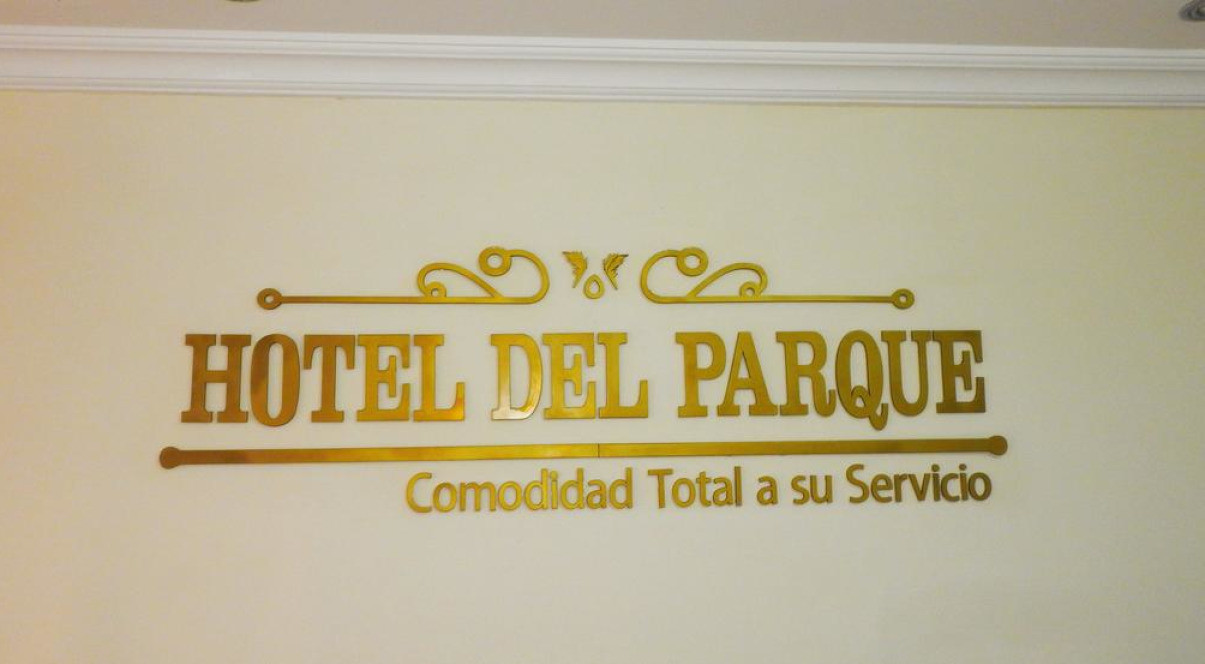 HOTEL DEL PARQUE
Comodidad Total a su Servicio